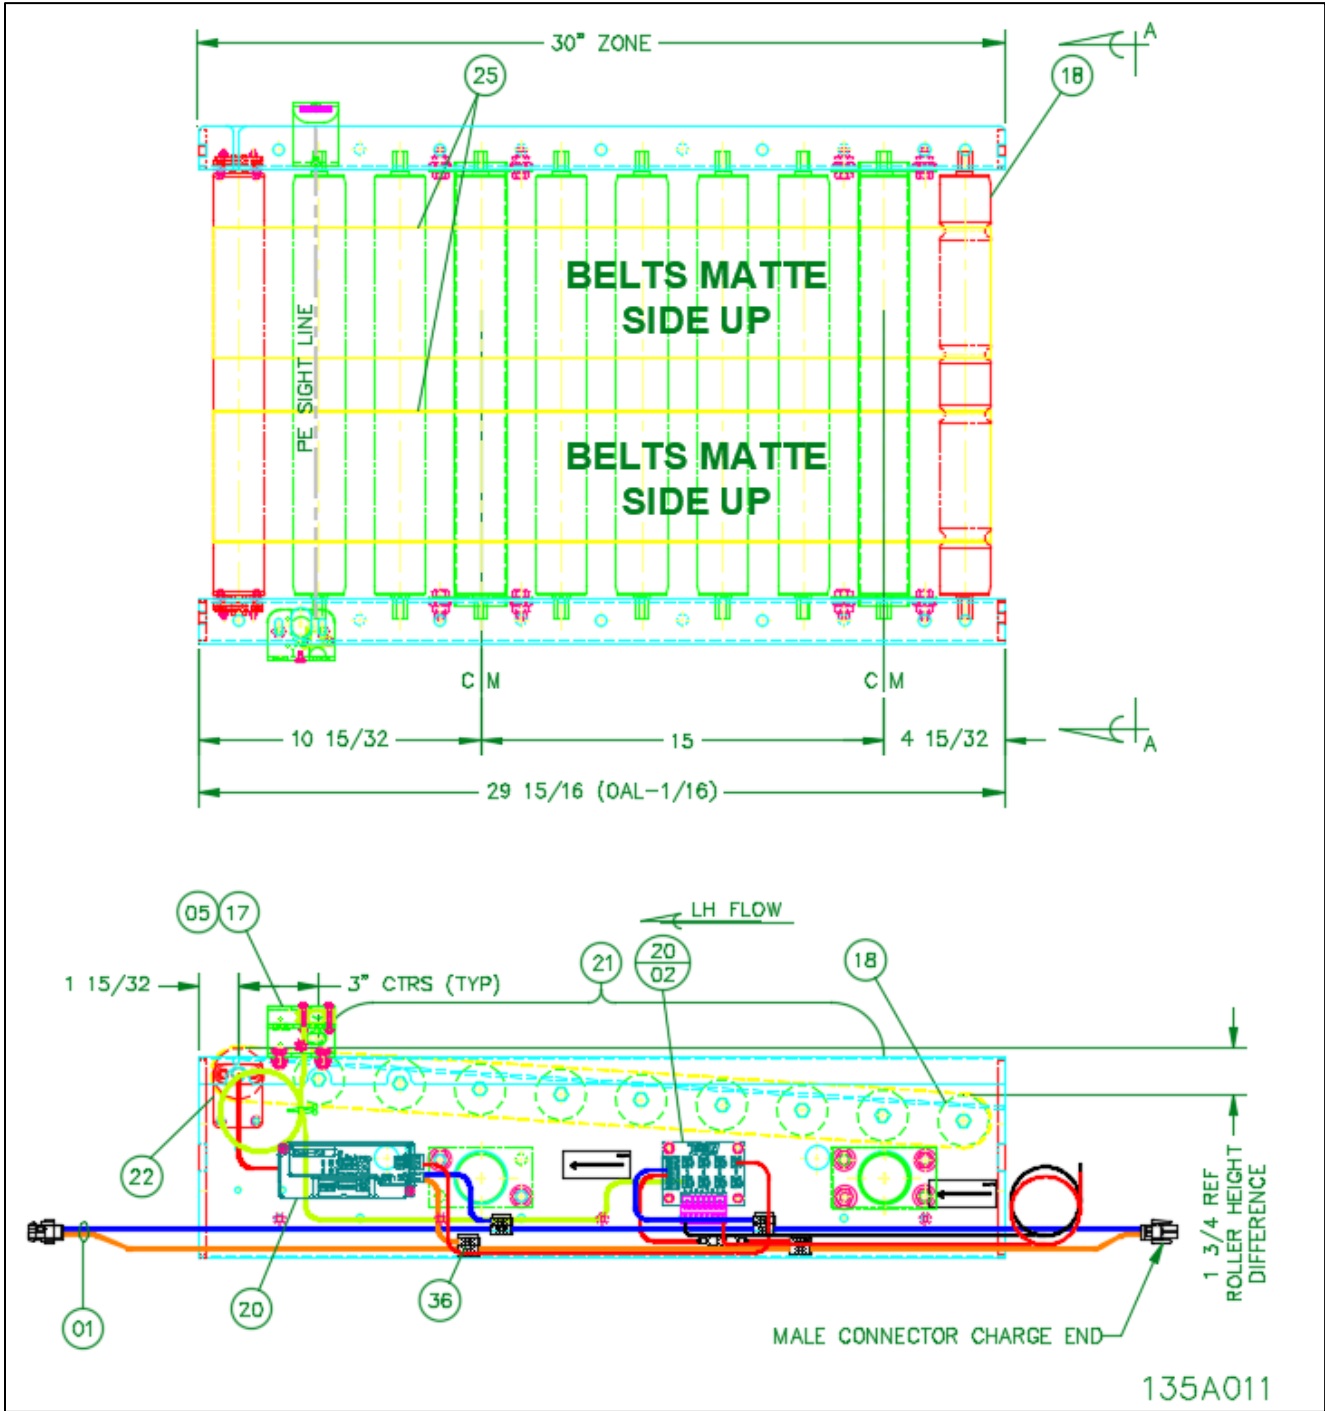 30" ZONE
A
25
18
BELTS MATTE
SIDE UP
PE SIGHT LINE
BELTS MATTE
SIDE UP
C M
C M
10 15/32
15
4 15/32
A
29 15/16 (OAL-1/16)
05
17
LH FLOW
20
02
21
18
1 15/32
3" CTRS (TYP)
22
1 3/4 REF
ROLLER HEIGHT
DIFFERENCE
20
36
01
MALE CONNECTOR CHARGE END
135A011